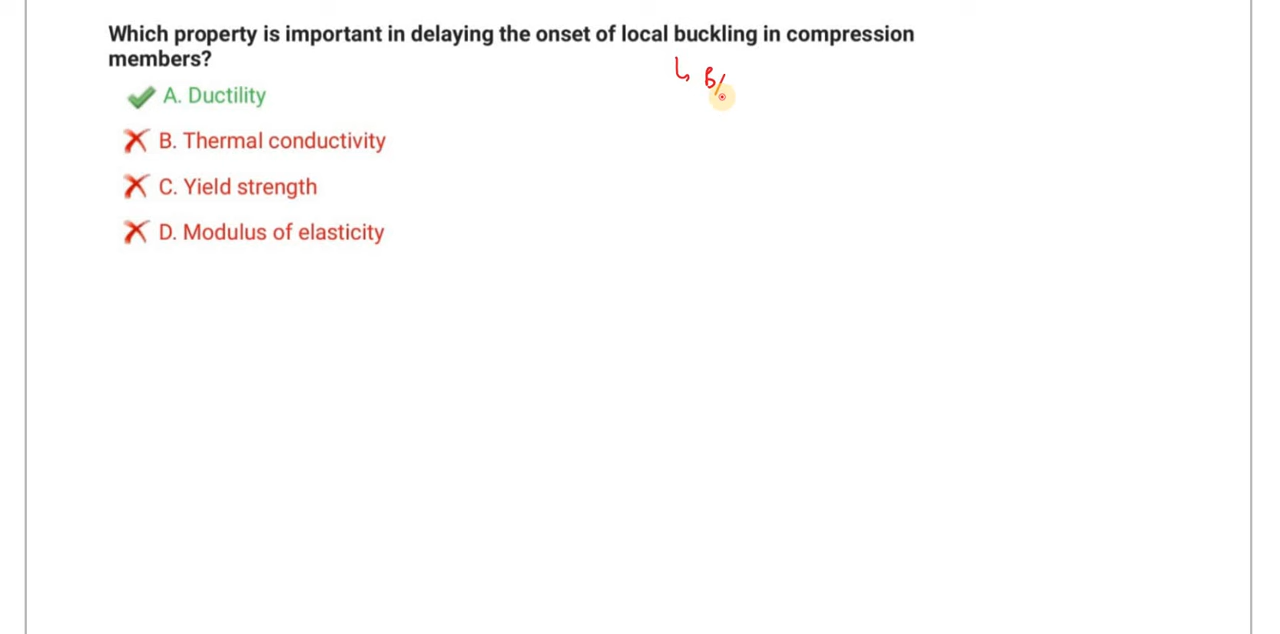 Which property is important in delaying the onset of local buckling in compression
members?
B/
A. Ductility
B. Thermal conductivity
C. Yield strength
D. Modulus of elasticity